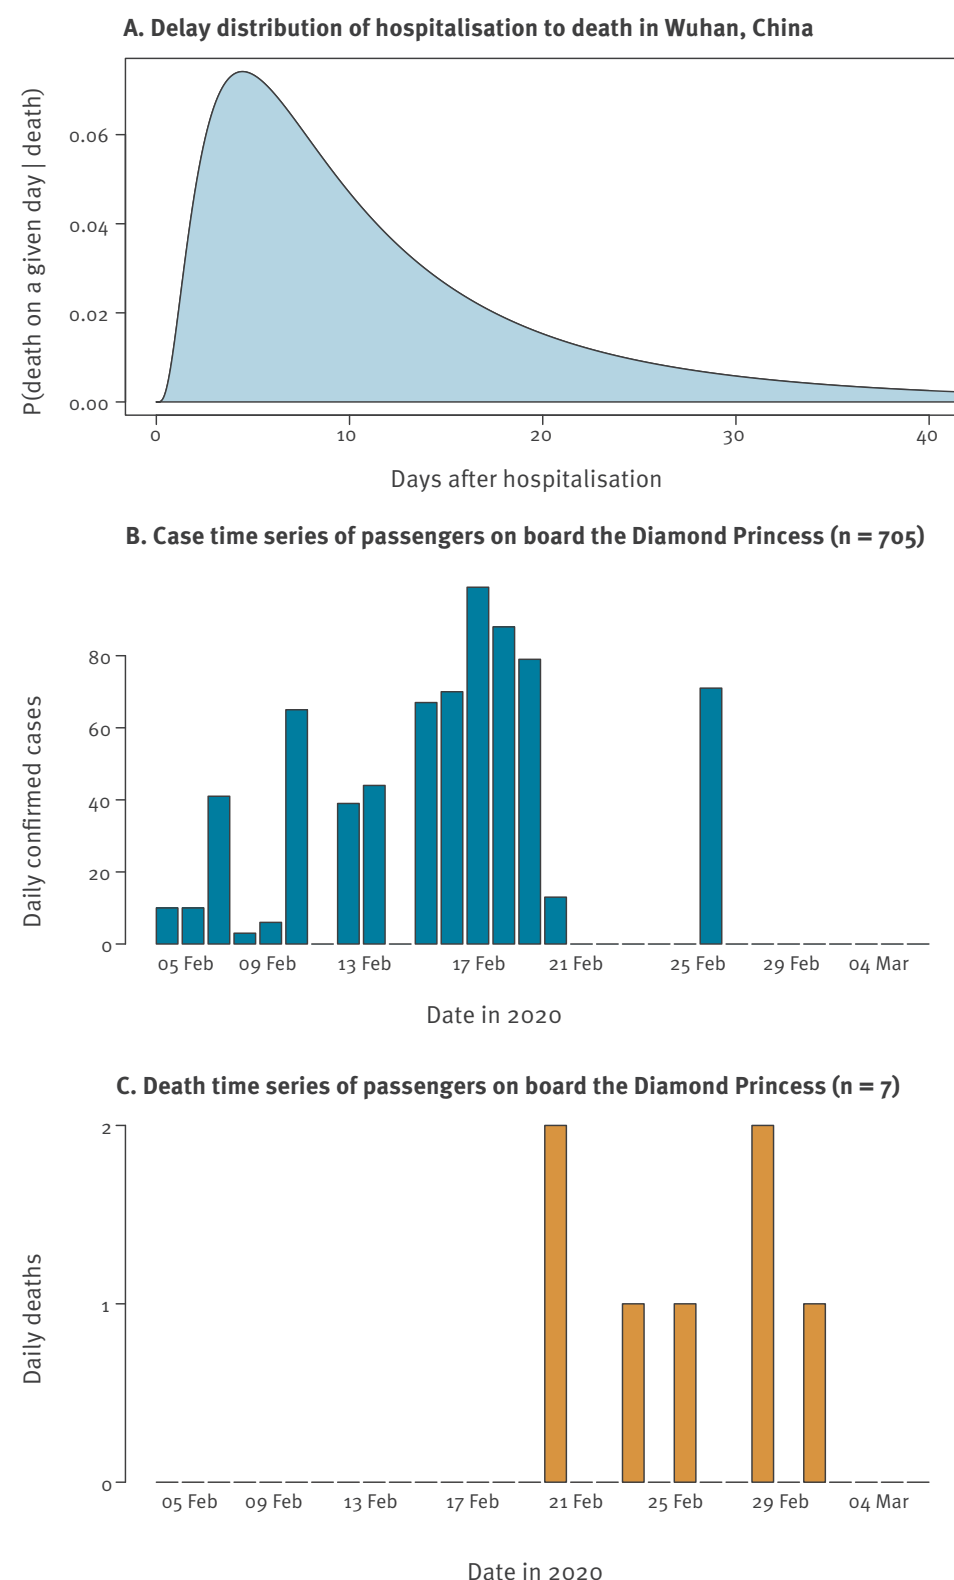 A. Delay distribution of hospitalisation to death in Wuhan, China
P(death on a given day | death)
0.06
0.04
0.02
0.00
0 10 20 30 40
Days after hospitalisation
B. Case time series of passengers on board the Diamond Princess (n = 705)
Daily confirmed cases
80
60
40
20
0
05 Feb 09 Feb 13 Feb 17 Feb 21 Feb 25 Feb 29 Feb 04 Mar
Date in 2020
C. Death time series of passengers on board the Diamond Princess (n = 7)
Daily deaths
2
1
0
05 Feb 09 Feb 13 Feb 17 Feb 21 Feb 25 Feb 29 Feb 04 Mar
Date in 2020